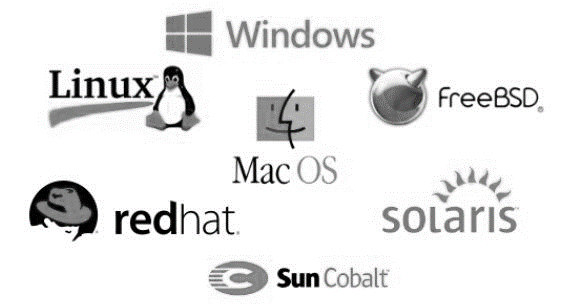 Windows
Linux
FreeBSD®
Mac OS
redhat.
solaris
Sun Cobalt